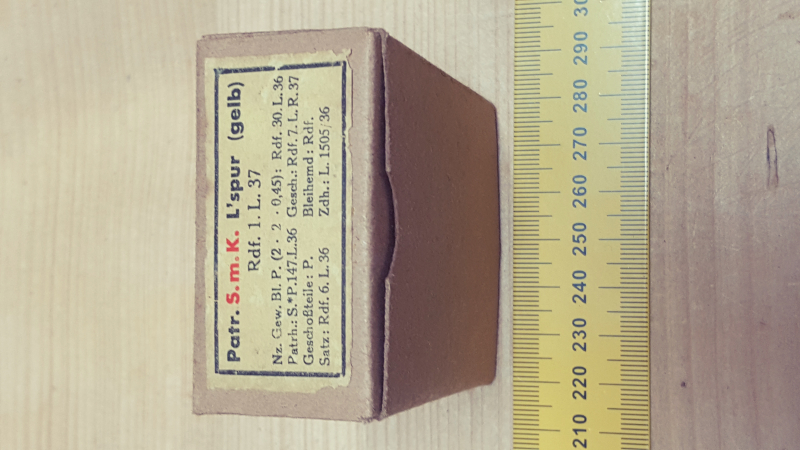 Patr. S.m.K. L'spur (gelb)
Rdf. 1. L. 37
Nz. Gew. Bl. P. (2 · 2 · 0,45): Rdf. 30. L. 36
Patrh.: S.*P.147.L.36 Gesch.: Rdf. 7. L. R. 37
Geschoßteile: P. Bleihemd: Rdf.
Satz: Rdf. 6. L. 36 Zdh.: L. 1505/36
210 220 230 240 250 260 270 280 290 30